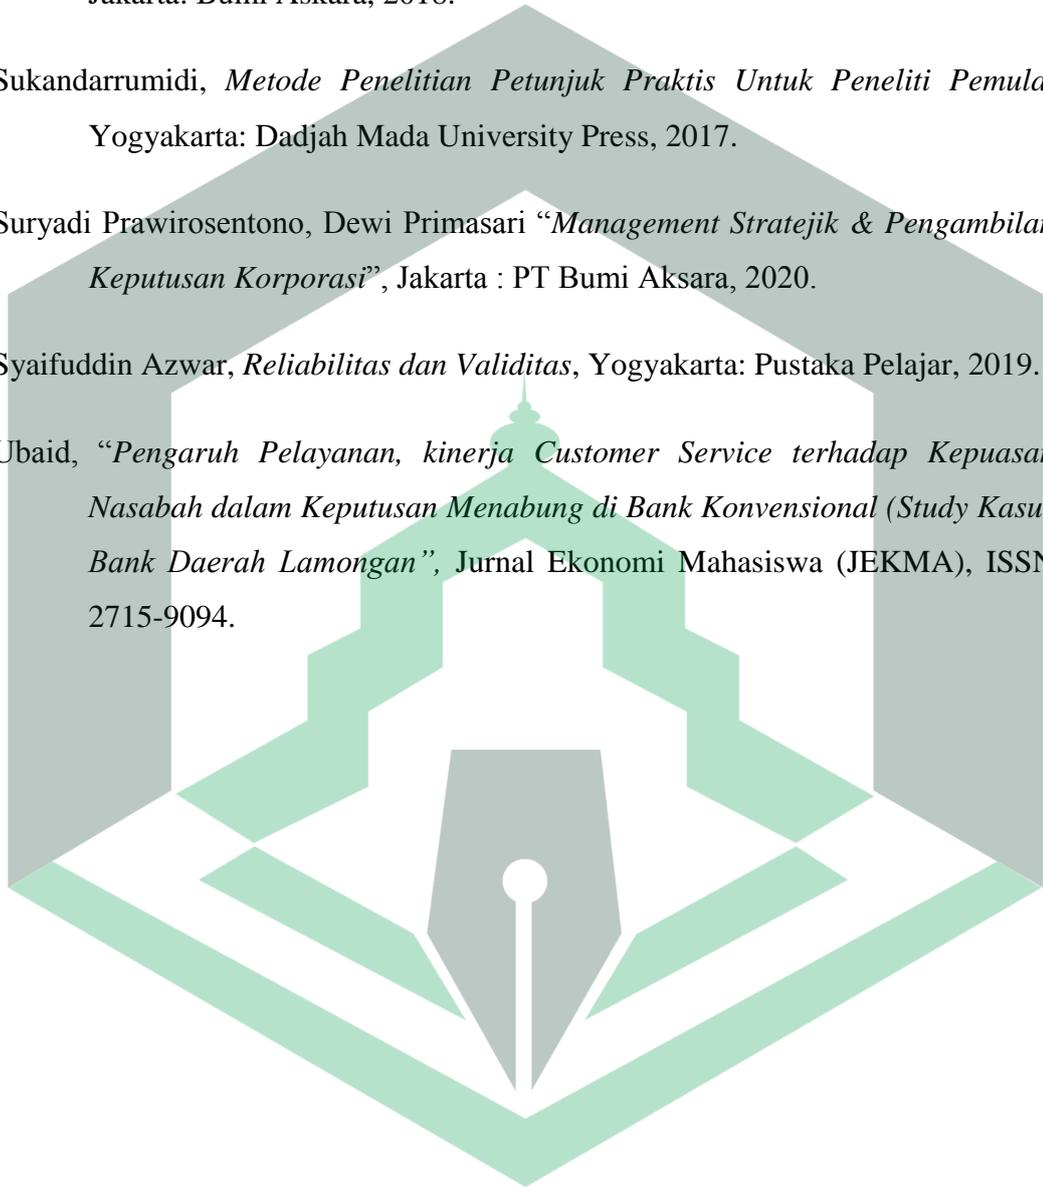 Jakarta: Bumi Askara, 2018.
Sukandarrumidi, Metode Penelitian Petunjuk Praktis Untuk Peneliti Pemula
Yogyakarta: Dadjah Mada University Press, 2017.
Suryadi Prawirosentono, Dewi Primasari “Management Stratejik & Pengambilan
Keputusan Korporasi”, Jakarta : PT Bumi Aksara, 2020.
Syaifuddin Azwar, Reliabilitas dan Validitas, Yogyakarta: Pustaka Pelajar, 2019.
Ubaid, “Pengaruh Pelayanan, kinerja Customer Service terhadap Kepuasan
Nasabah dalam Keputusan Menabung di Bank Konvensional (Study Kasu
Bank Daerah Lamongan”, Jurnal Ekonomi Mahasiswa (JEKMA), ISSN
2715-9094.